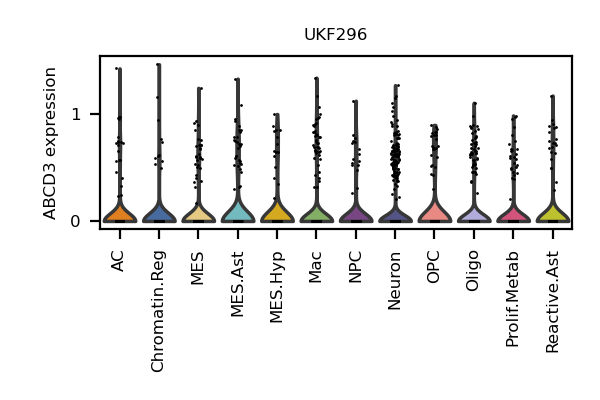 UKF296
ABCD3 expression
1
0
AC
Chromatin.Reg
MES
MES.Ast
MES.Hyp
Mac
NPC
Neuron
OPC
Oligo
Prolif.Metab
Reactive.Ast